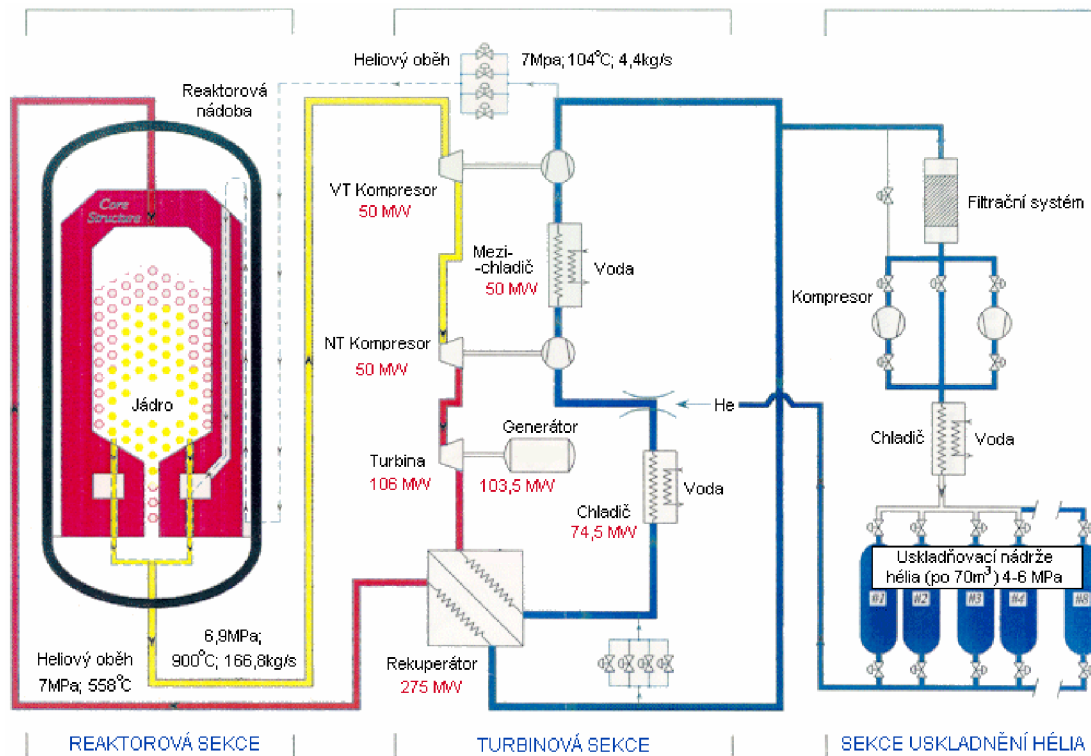 Heliový oběh
7Mpa; 104°C; 4,4kg/s
Reaktorová
nádoba
Core
Structure
VT Kompresor
50 MW
Mezi-
-chladič
50 MW
Voda
Filtrační systém
Kompresor
NT Kompresor
50 MW
Jádro
He
Generátor
103,5 MW
Turbina
106 MW
Chladič
74,5 MW
Voda
Chladič
Voda
Uskladňovací nádrže
hélia (po 70m³) 4-6 MPa
#1
#2
#3
#4
#8
6,9MPa;
900°C; 166,8kg/s
Heliový oběh
7MPa; 558°C
Rekuperátor
275 MW
REAKTOROVÁ SEKCE
TURBINOVÁ SEKCE
SEKCE USKLADNĚNÍ HÉLIA